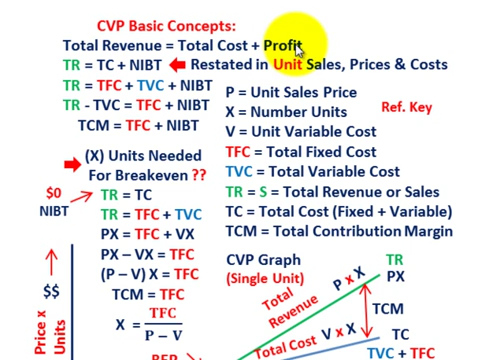 CVP Basic Concepts:
Total Revenue = Total Cost + Profit
TR = TC + NIBT
Restated in Unit Sales, Prices & Costs
TR = TFC + TVC + NIBT
TR - TVC = TFC + NIBT
TCM = TFC + NIBT
P = Unit Sales Price
X = Number Units
V = Unit Variable Cost
TFC = Total Fixed Cost
TVC = Total Variable Cost
TR = S = Total Revenue or Sales
TC = Total Cost (Fixed + Variable)
TCM = Total Contribution Margin
Ref. Key
(X) Units Needed
For Breakeven ??
$0
NIBT
TR = TC
TR = TFC + TVC
PX = TFC + VX
PX – VX = TFC
(P – V) X = TFC
TCM = TFC
X = TFC
P – V
BEP
$$
Price x
Units
CVP Graph
(Single Unit)
Total
Revenue
P x X
TR
PX
TCM
Total Cost
V x X
TC
TVC + TFC